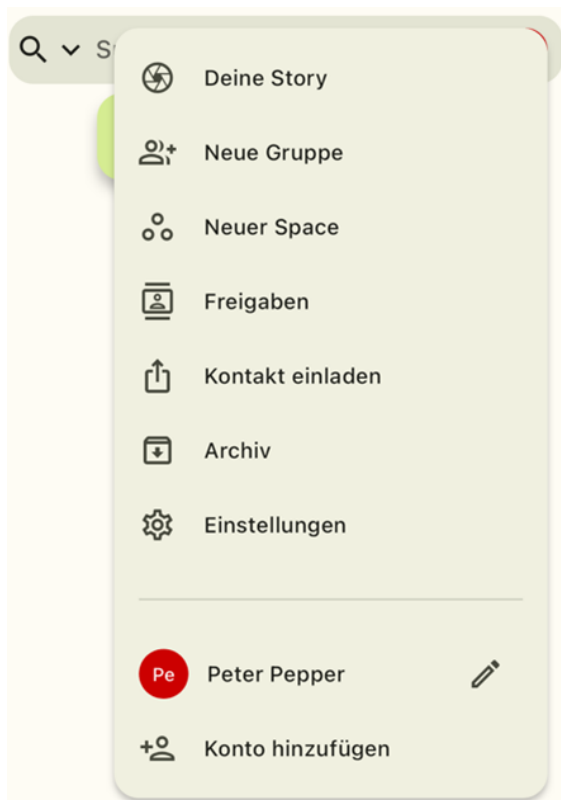 Deine Story
Neue Gruppe
Neuer Space
Freigaben
Kontakt einladen
Archiv
Einstellungen
Pe Peter Pepper
Konto hinzufügen